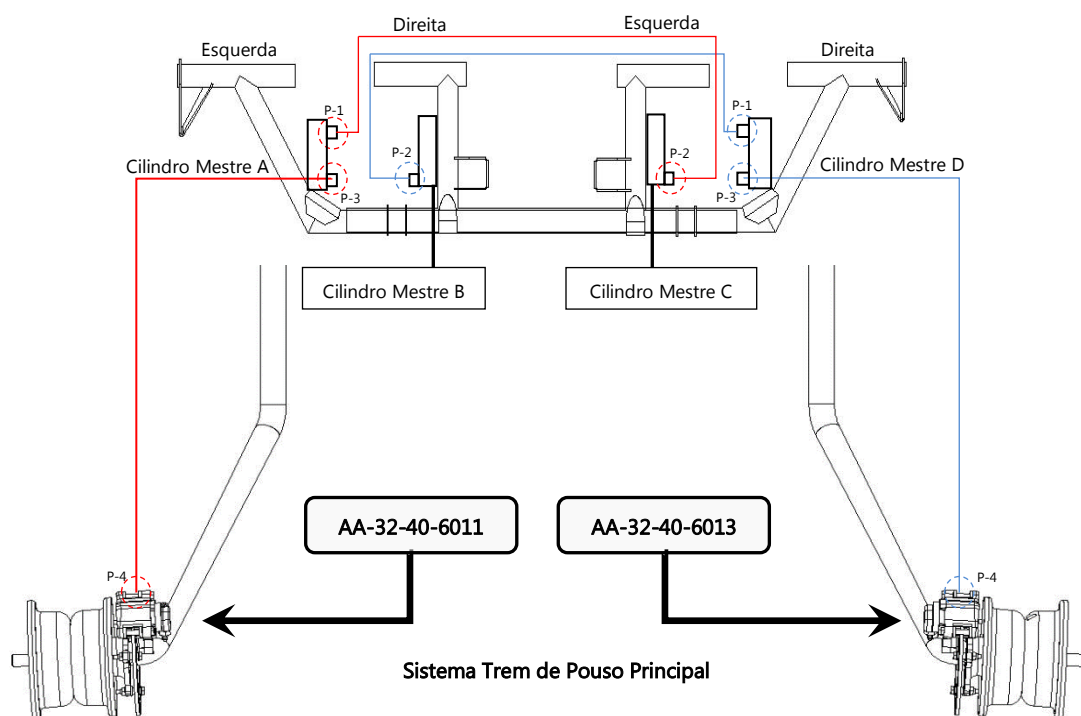 Direita
Esquerda
Esquerda
Direita
P-1
P-1
P-2
P-2
Cilindro Mestre A
Cilindro Mestre D
P-3
P-3
Cilindro Mestre B
Cilindro Mestre C
AA-32-40-6011
AA-32-40-6013
P-4
P-4
Sistema Trem de Pouso Principal